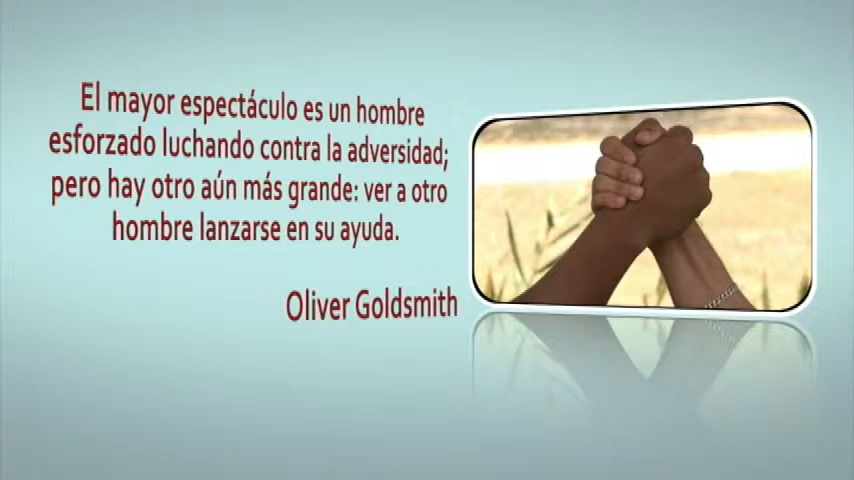 El mayor espectáculo es un hombre
esforzado luchando contra la adversidad;
pero hay otro aún más grande: ver a otro
hombre lanzarse en su ayuda.
Oliver Goldsmith